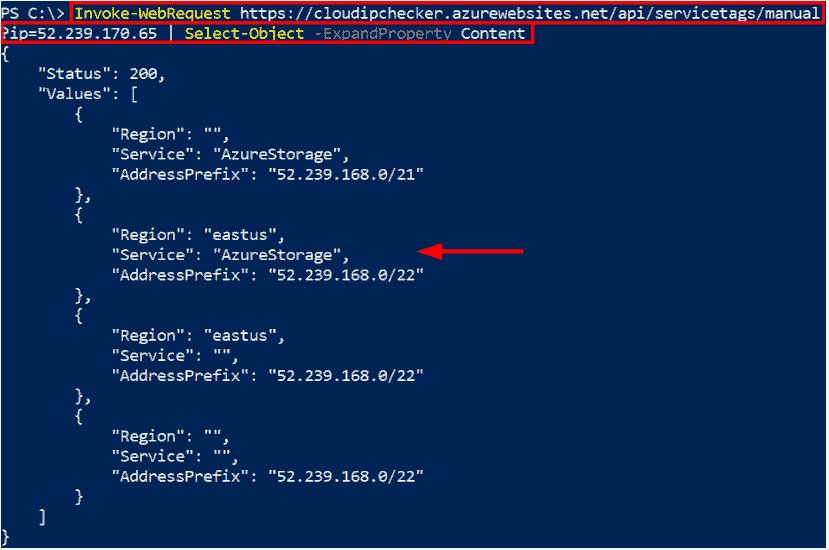 PS C:\> Invoke-WebRequest https://cloudipchecker.azurewebsites.net/api/servicetags/manual
?ip=52.239.170.65 | Select-Object -ExpandProperty Content
{
    "Status": 200,
    "Values": [
        {
            "Region": "",
            "Service": "AzureStorage",
            "AddressPrefix": "52.239.168.0/21"
        },
        {
            "Region": "eastus",
            "Service": "AzureStorage",
            "AddressPrefix": "52.239.168.0/22"
        },
        {
            "Region": "eastus",
            "Service": "",
            "AddressPrefix": "52.239.168.0/22"
        },
        {
            "Region": "",
            "Service": "",
            "AddressPrefix": "52.239.168.0/22"
        }
    ]
}